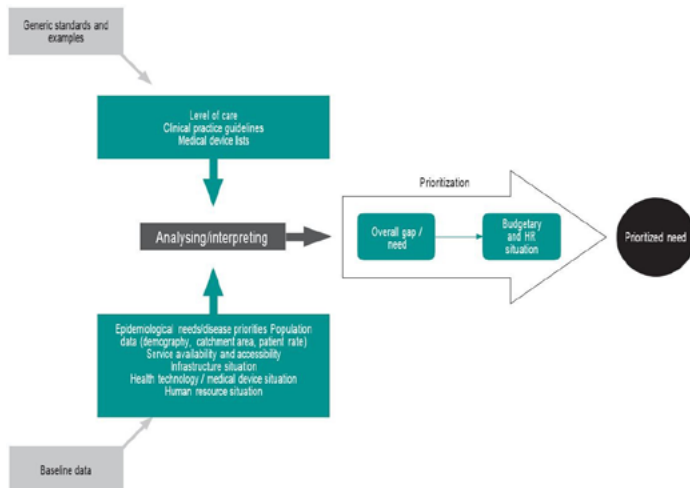 Generic standards and
examples
Level of care
Clinical practice guidelines
Medical device lists
Analysing/interpreting
Prioritization
Overall gap /
need
Budgetary
and HR
situation
Prioritized need
Epidemiological needs/disease priorities Population
data (demography, catchment area, patient rate)
Service availability and accessibility
Infrastructure situation
Health technology / medical device situation
Human resource situation
Baseline data